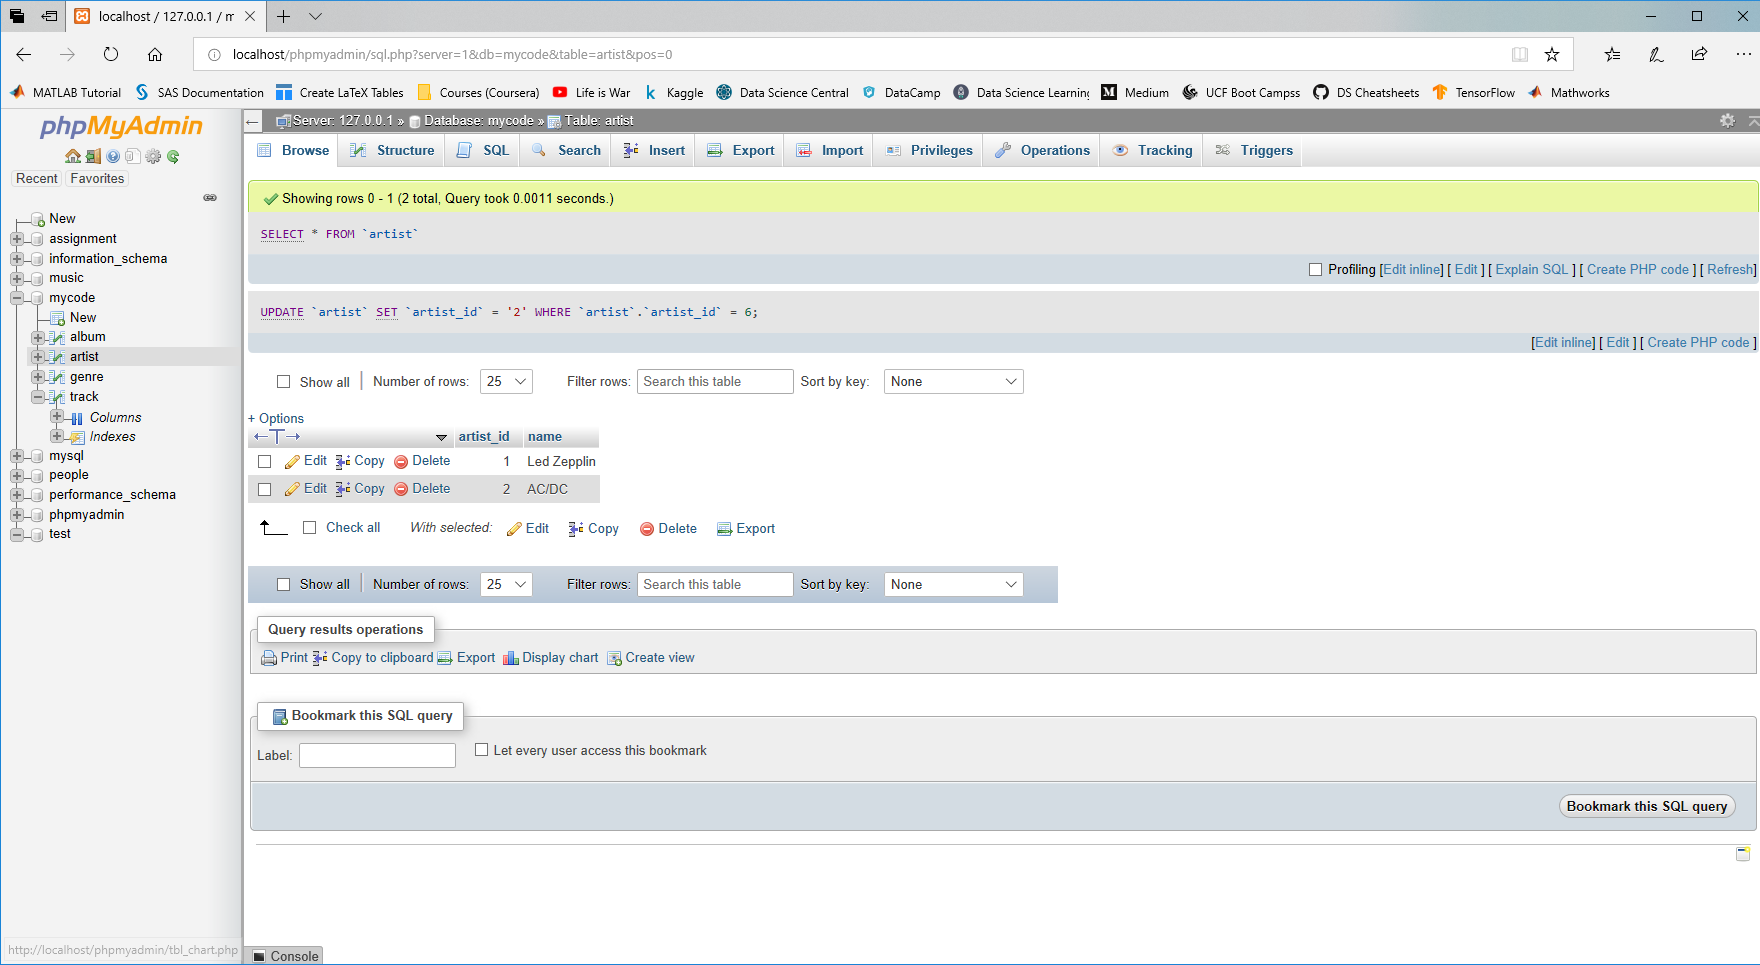 localhost / 127.0.0.1 / m
localhost/phpmyadmin/sql.php?server=1&db=mycode&table=artist&pos=0
MATLAB Tutorial SAS Documentation Create LaTeX Tables Courses (Coursera) Life is War Kaggle Data Science Central DataCamp Data Science Learning Medium UCF Boot Campss DS Cheatsheets TensorFlow Mathworks
phpMyAdmin
Recent Favorites
New
assignment
information_schema
music
mycode
New
album
artist
genre
track
Columns
Indexes
mysql
people
performance_schema
phpmyadmin
test
http://localhost/phpmyadmin/tbl_chart.php
Server: 127.0.0.1 » Database: mycode » Table: artist
Browse Structure SQL Search Insert Export Import Privileges Operations Tracking Triggers
Showing rows 0 - 1 (2 total, Query took 0.0011 seconds.)
SELECT * FROM `artist`
Profiling [Edit inline] [ Edit ] [ Explain SQL ] [ Create PHP code ] [ Refresh]
UPDATE `artist` SET `artist_id` = '2' WHERE `artist`.`artist_id` = 6;
[Edit inline] [ Edit ] [ Create PHP code ]
Show all Number of rows: 25 Filter rows: Search this table Sort by key: None
+ Options
←T→ artist_id name
Edit Copy Delete 1 Led Zepplin
Edit Copy Delete 2 AC/DC
Check all With selected: Edit Copy Delete Export
Show all Number of rows: 25 Filter rows: Search this table Sort by key: None
Query results operations
Print Copy to clipboard Export Display chart Create view
Bookmark this SQL query
Label: Let every user access this bookmark
Bookmark this SQL query
Console